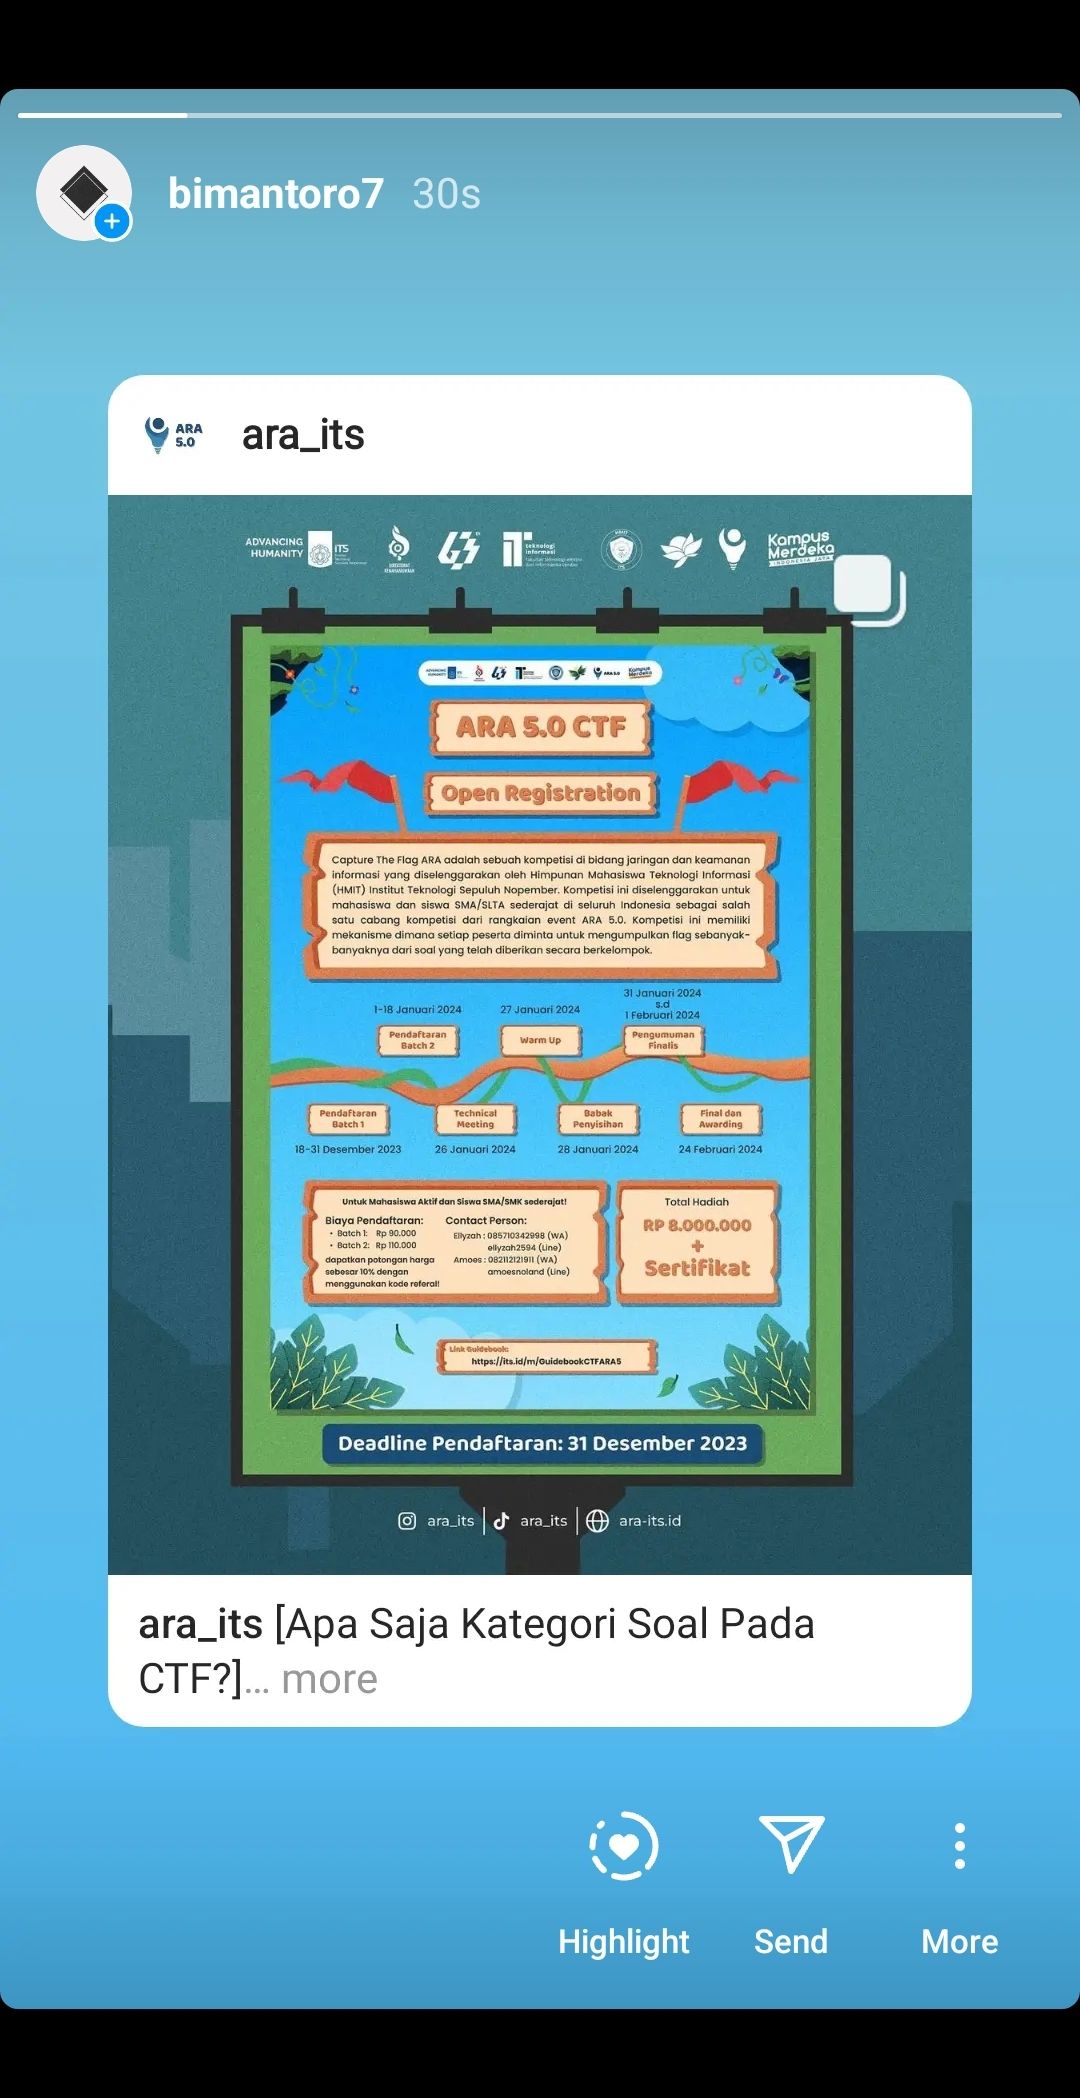 bimantoro7 30s
ARA
5.0
ara_its
ADVANCING
HUMANITY
ITS
teknologi
informasi
Kampus
Merdeka
INDONESIA JAYA
ADVANCING
HUMANITY
ARA 5.0
Kampus
Merdeka
ARA 5.0 CTF
Open Registration
Capture The Flag ARA adalah sebuah kompetisi di bidang jaringan dan keamanan
informasi yang diselenggarakan oleh Himpunan Mahasiswa Teknologi Informasi
(HMIT) Institut Teknologi Sepuluh Nopember. Kompetisi ini diselenggarakan untuk
mahasiswa dan siswa SMA/SLTA sederajat di seluruh Indonesia sebagai salah
satu cabang kompetisi dari rangkaian event ARA 5.0. Kompetisi ini memiliki
mekanisme dimana setiap peserta diminta untuk mengumpulkan flag sebanyak-
banyaknya dari soal yang telah diberikan secara berkelompok.
1-18 Januari 2024
Pendaftaran
Batch 2
27 Januari 2024
Warm Up
31 Januari 2024
s.d
1 Februari 2024
Pengumuman
Finalis
Pendaftaran
Batch 1
18-31 Desember 2023
Technical
Meeting
26 Januari 2024
Babak
Penyisihan
28 Januari 2024
Final dan
Awarding
24 Februari 2024
Untuk Mahasiswa Aktif dan Siswa SMA/SMK sederajat!
Biaya Pendaftaran:
• Batch 1: Rp 90.000
• Batch 2: Rp 110.000
dapatkan potongan harga
sebesar 10% dengan
menggunakan kode referal!
Contact Person:
Ellyzah : 085710342998 (WA)
ellyzah2594 (Line)
Amoes : 082112121911 (WA)
amoesnoland (Line)
Total Hadiah
RP 8.000.000
+
Sertifikat
Link Guidebook:
https://its.id/m/GuidebookCTFARA5
Deadline Pendaftaran: 31 Desember 2023
ara_its ara_its ara-its.id
ara_its [Apa Saja Kategori Soal Pada
CTF?]... more
Highlight Send More